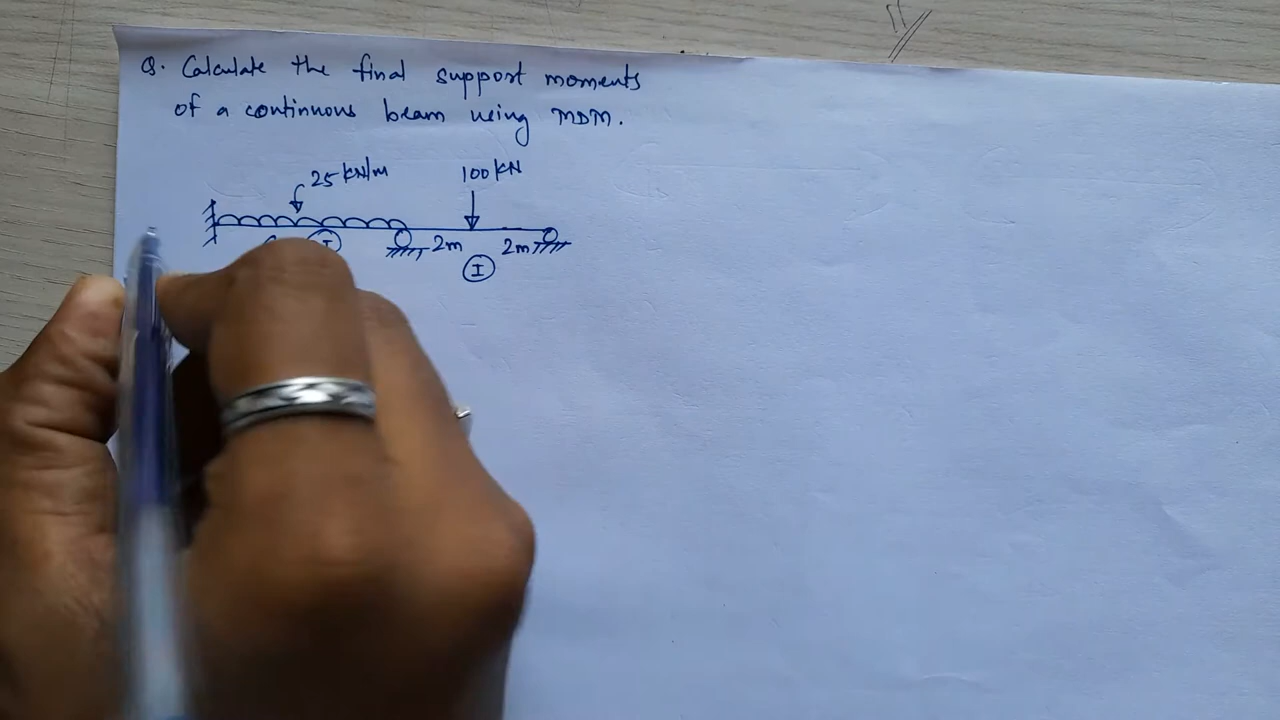 Q. Calculate the final support moments
of a continuous beam using MDM.
25 kN/m
100 kN
2m
2m
I
I